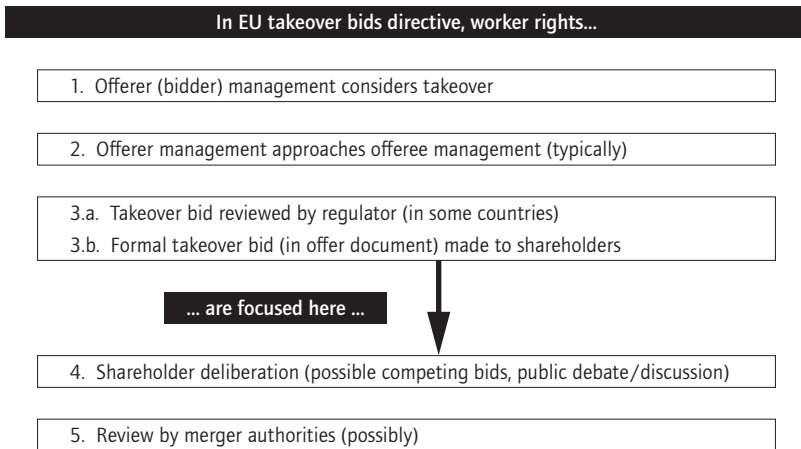 In EU takeover bids directive, worker rights...
1. Offerer (bidder) management considers takeover
2. Offerer management approaches offeree management (typically)
3.a. Takeover bid reviewed by regulator (in some countries)
3.b. Formal takeover bid (in offer document) made to shareholders
... are focused here ...
4. Shareholder deliberation (possible competing bids, public debate/discussion)
5. Review by merger authorities (possibly)